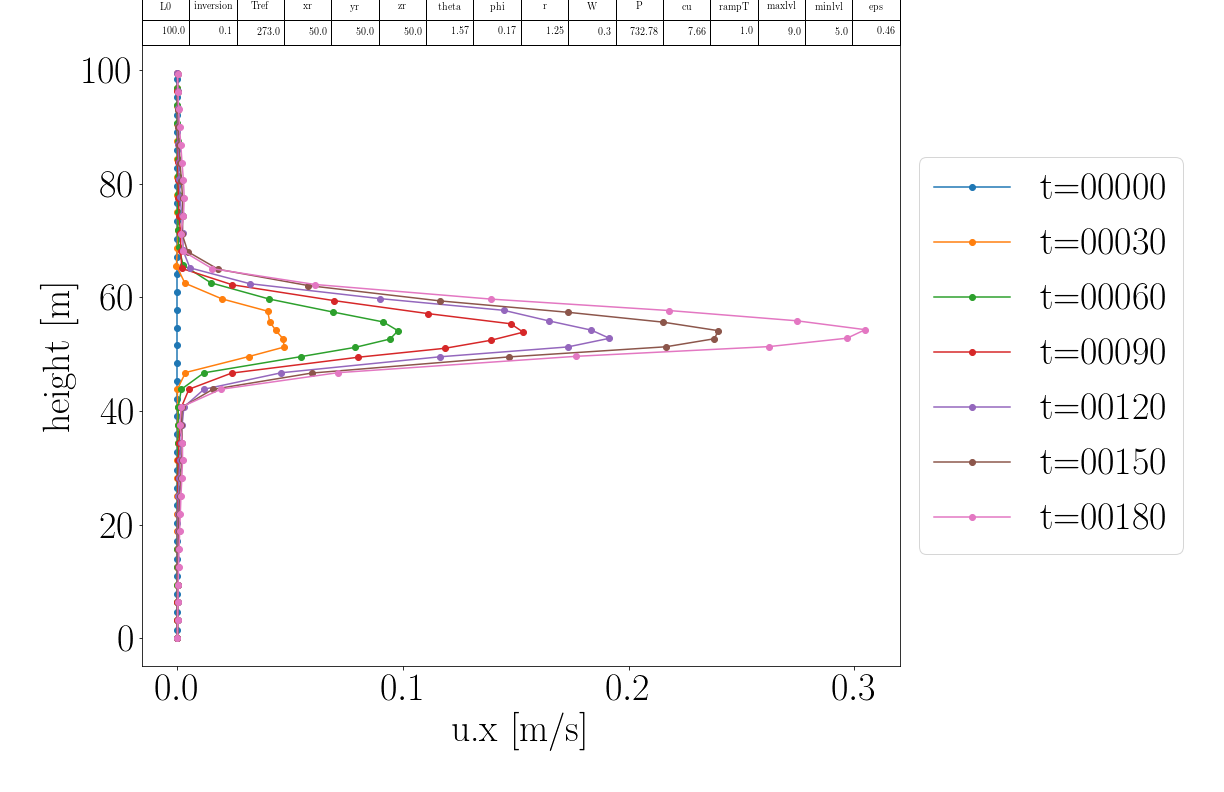 L0 inversion Tref xr yr zr theta phi r W P cu rampT maxlvl minlvl eps
100.0 0.1 273.0 50.0 50.0 50.0 1.57 0.17 1.25 0.3 732.78 7.66 1.0 9.0 5.0 0.46
100
80
60
40
20
0
height [m]
0.0 0.1 0.2 0.3
u.x [m/s]
t=00000
t=00030
t=00060
t=00090
t=00120
t=00150
t=00180